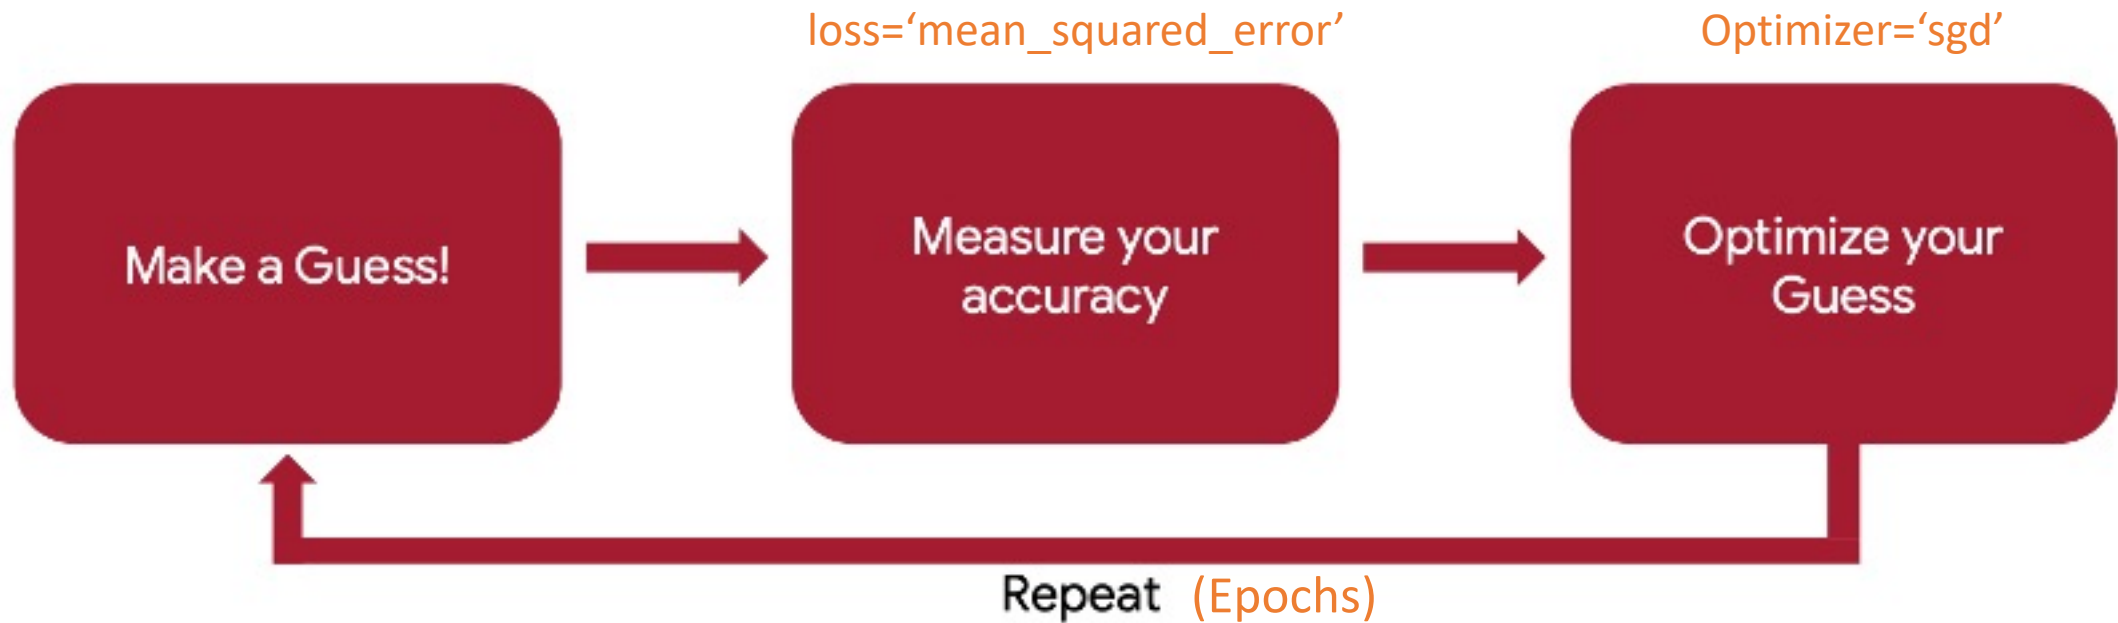 loss=‘mean_squared_error’
Optimizer=‘sgd’
Make a Guess!
Measure your
accuracy
Optimize your
Guess
Repeat (Epochs)